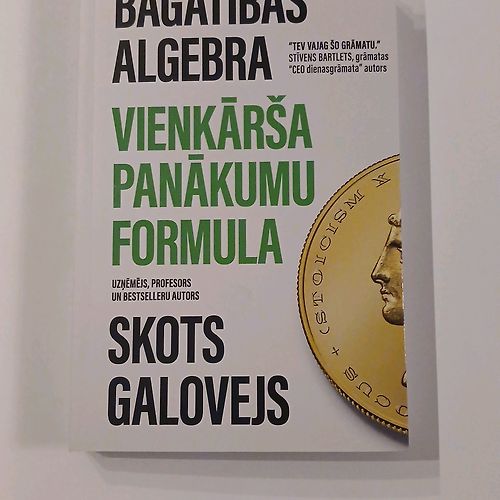 BAGĀTĪBAS
ALGEBRA
"TEV VAJAG ŠO GRĀMATU."
STĪVENS BARTLETS, grāmatas
"CEO dienasgrāmata" autors
VIENKĀRŠA
PANĀKUMU
FORMULA
UZŅĒMĒJS, PROFESORS
UN BESTSELLERU AUTORS
SKOTS
GALOVEJS
(STOICISM